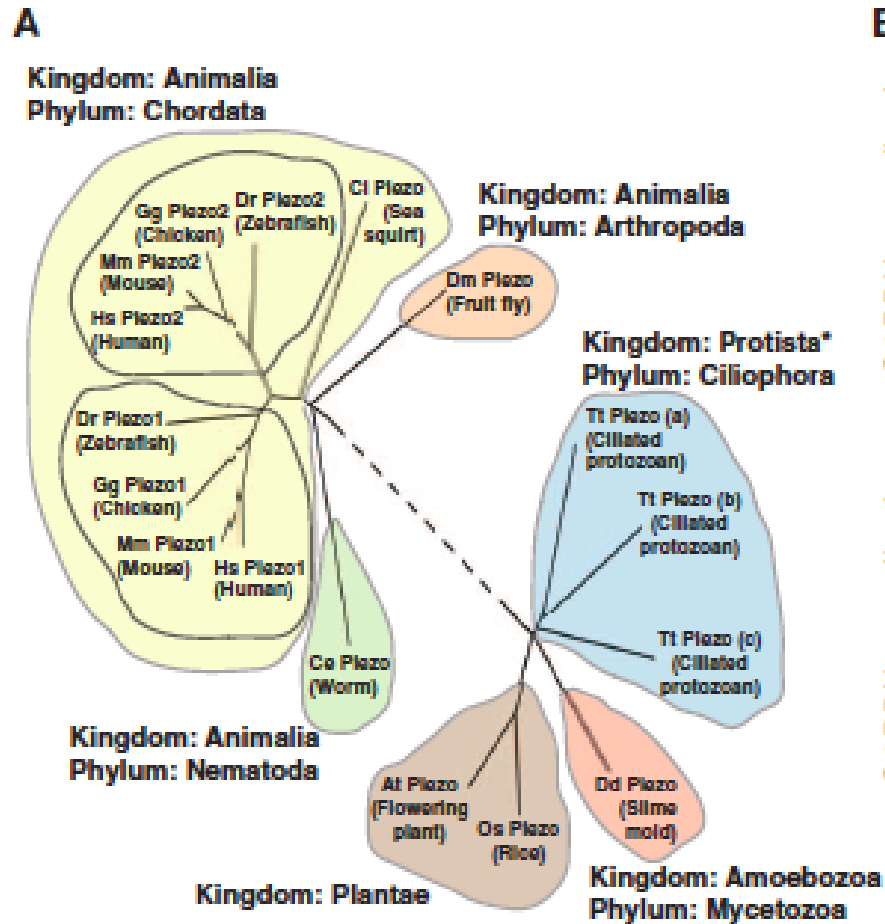 A
Kingdom: Animalia
Phylum: Chordata
Gg Piezo2
(Chicken)
Dr Piezo2
(Zebrafish)
CI Piezo
(Sea
squirt)
Mm Piezo2
(Mouse)
Hs Piezo2
(Human)
Kingdom: Animalia
Phylum: Arthropoda
Dm Piezo
(Fruit fly)
Kingdom: Protista*
Phylum: Ciliophora
Dr Piezo1
(Zebrafish)
Gg Piezo1
(Chicken)
Mm Piezo1
(Mouse)
Hs Piezo1
(Human)
Tt Piezo (a)
(Ciliated
protozoan)
Tt Piezo (b)
(Ciliated
protozoan)
Tt Piezo (c)
(Ciliated
protozoan)
Ce Piezo
(Worm)
Kingdom: Animalia
Phylum: Nematoda
At Piezo
(Flowering
plant)
Os Piezo
(Rice)
Dd Piezo
(Slime
mold)
Kingdom: Plantae
Kingdom: Amoebozoa
Phylum: Mycetozoa